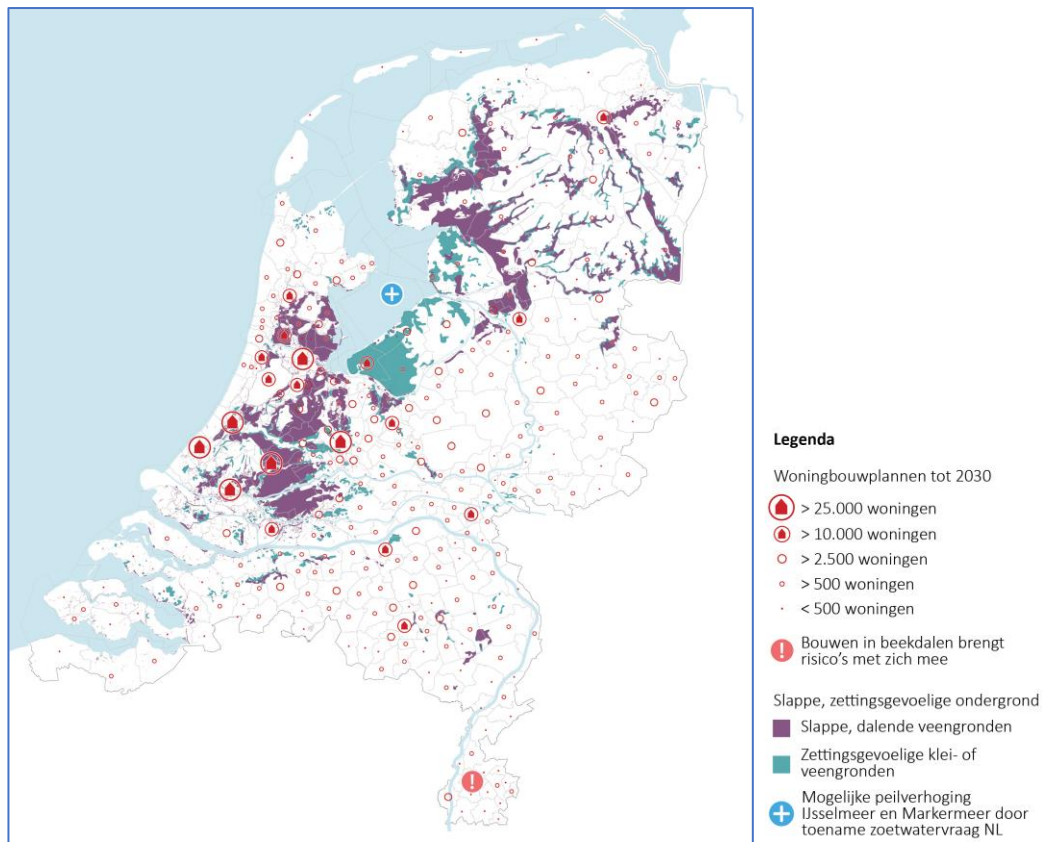 Legenda
Woningbouwplannen tot 2030
> 25.000 woningen
> 10.000 woningen
> 2.500 woningen
> 500 woningen
< 500 woningen
Bouwen in beekdalen brengt
risico's met zich mee
Slappe, zettingsgevoelige ondergrond
Slappe, dalende veengronden
Zettingsgevoelige klei- of
veengronden
Mogelijke peilverhoging
IJsselmeer en Markermeer door
toename zoetwatervraag NL